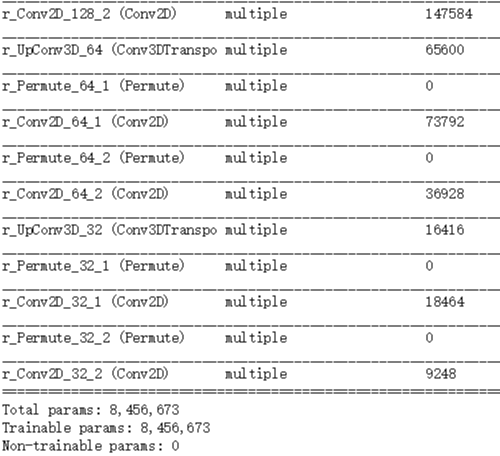 r_Conv2D_128_2 (Conv2D) multiple 147584
r_UpConv3D_64 (Conv3DTranspo multiple 65600
r_Permute_64_1 (Permute) multiple 0
r_Conv2D_64_1 (Conv2D) multiple 73792
r_Permute_64_2 (Permute) multiple 0
r_Conv2D_64_2 (Conv2D) multiple 36928
r_UpConv3D_32 (Conv3DTranspo multiple 16416
r_Permute_32_1 (Permute) multiple 0
r_Conv2D_32_1 (Conv2D) multiple 18464
r_Permute_32_2 (Permute) multiple 0
r_Conv2D_32_2 (Conv2D) multiple 9248
Total params: 8,456,673
Trainable params: 8,456,673
Non-trainable params: 0